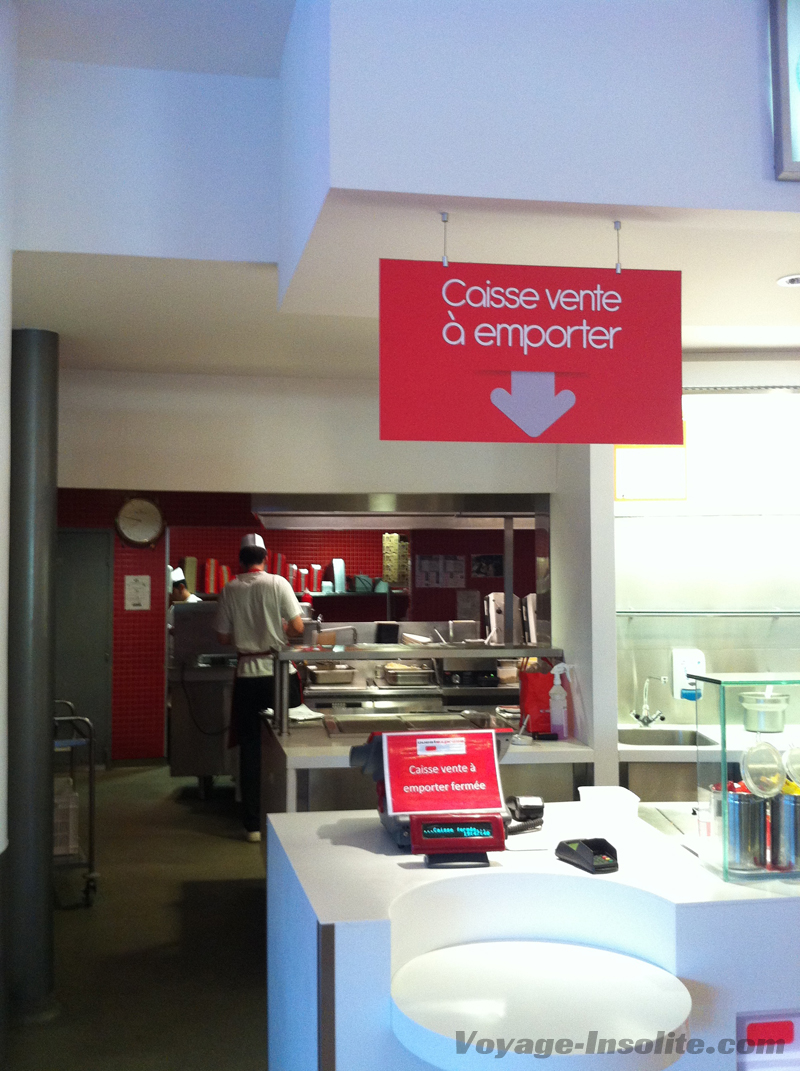 Caisse vente
à emporter
Caisse vente à
emporter fermée
Voyage-Insolite.com